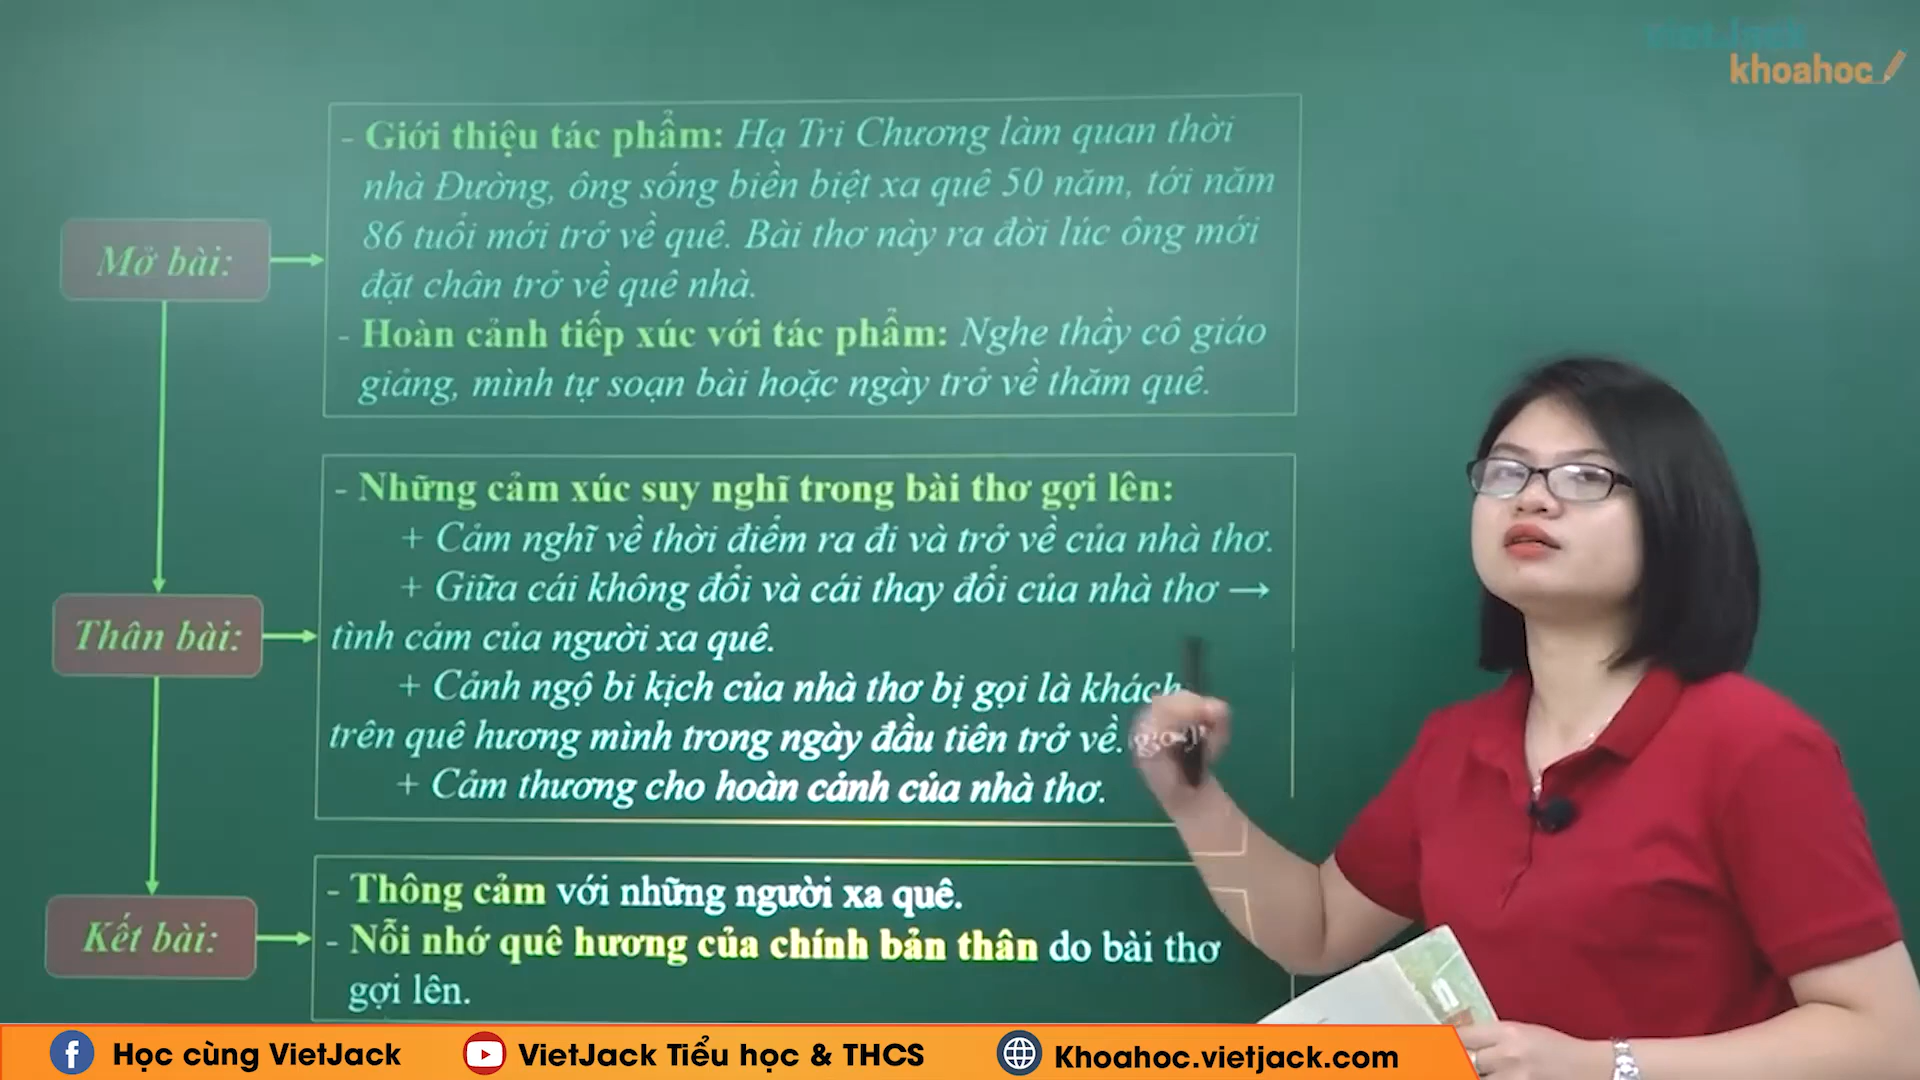 vietJack
khoahoc
- Giới thiệu tác phẩm: Hạ Tri Chương làm quan thời
nhà Đường, ông sống biền biệt xa quê 50 năm, tới năm
86 tuổi mới trở về quê. Bài thơ này ra đời lúc ông mới
đặt chân trở về quê nhà.
- Hoàn cảnh tiếp xúc với tác phẩm: Nghe thầy cô giáo
giảng, mình tự soạn bài hoặc ngày trở về thăm quê.
Mở bài:
- Những cảm xúc suy nghĩ trong bài thơ gợi lên:
+ Cảm nghĩ về thời điểm ra đi và trở về của nhà thơ.
+ Giữa cái không đổi và cái thay đổi của nhà thơ →
tình cảm của người xa quê.
+ Cảnh ngộ bi kịch của nhà thơ bị gọi là khách
trên quê hương mình trong ngày đầu tiên trở về.
+ Cảm thương cho hoàn cảnh của nhà thơ.
Thân bài:
- Thông cảm với những người xa quê.
- Nỗi nhớ quê hương của chính bản thân do bài thơ
gợi lên.
Kết bài:
Học cùng VietJack
VietJack Tiểu học & THCS
Khoahoc.vietjack.com